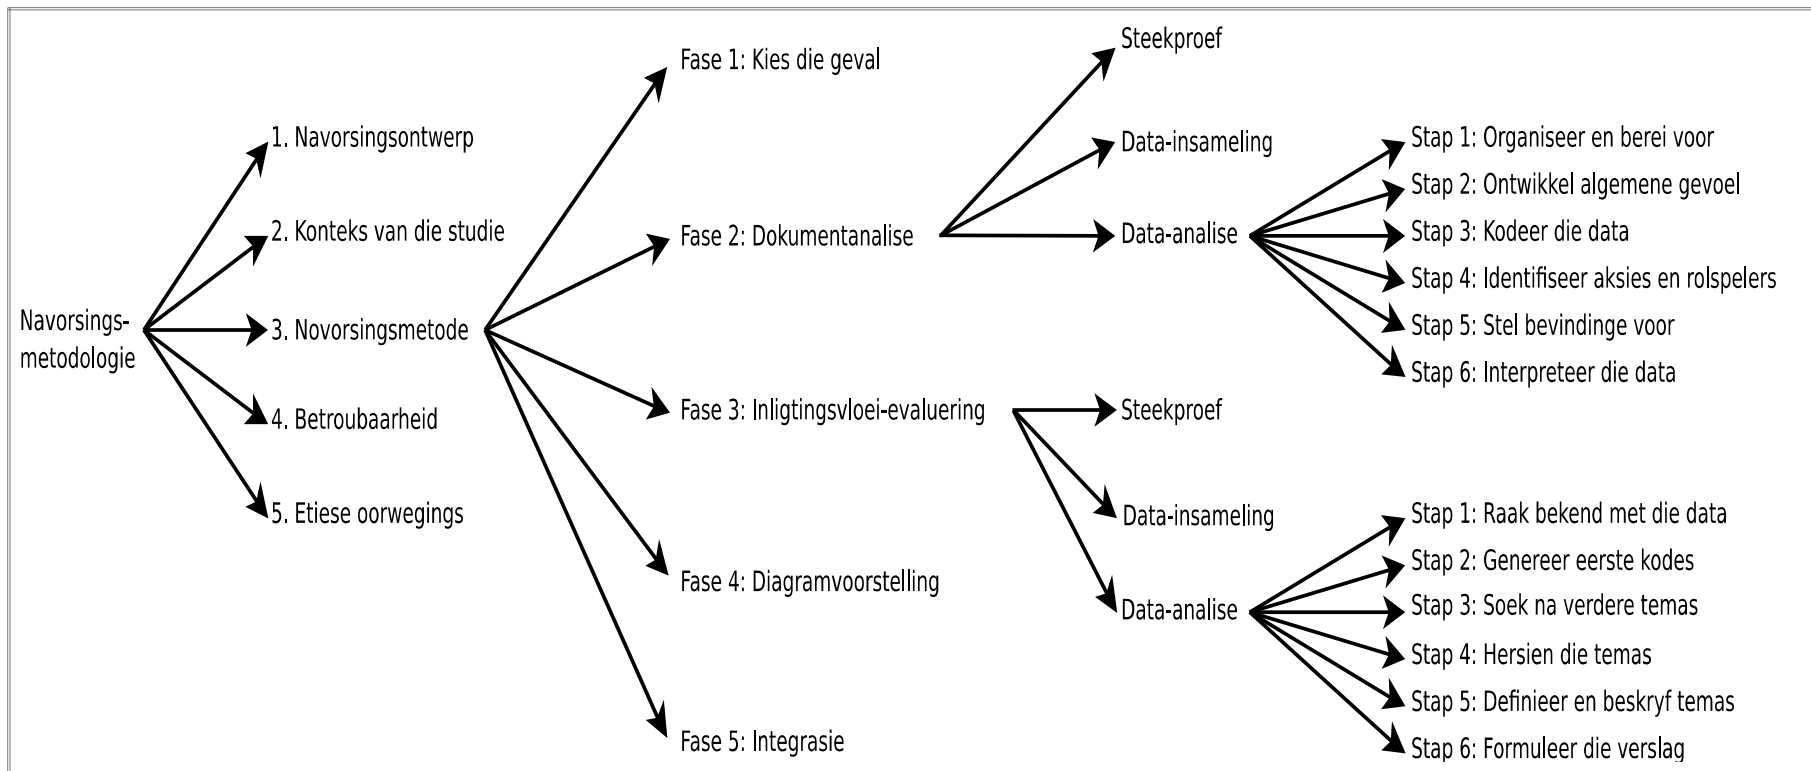 Navorsings-
metodologie
1. Navorsingsontwerp
2. Konteks van die studie
3. Novorsingsmetode
4. Betroubaarheid
5. Etiese oorwegings
Fase 1: Kies die geval
Fase 2: Dokumentanalise
Fase 3: Inligtingsvloei-evaluering
Fase 4: Diagramvoorstelling
Fase 5: Integrasie
Steekproef
Data-insameling
Data-analise
Steekproef
Data-insameling
Data-analise
Stap 1: Organiseer en berei voor
Stap 2: Ontwikkel algemene gevoel
Stap 3: Kodeer die data
Stap 4: Identifiseer aksies en rolspelers
Stap 5: Stel bevindinge voor
Stap 6: Interpreteer die data
Stap 1: Raak bekend met die data
Stap 2: Genereer eerste kodes
Stap 3: Soek na verdere temas
Stap 4: Hersien die temas
Stap 5: Definieer en beskryf temas
Stap 6: Formuleer die verslag